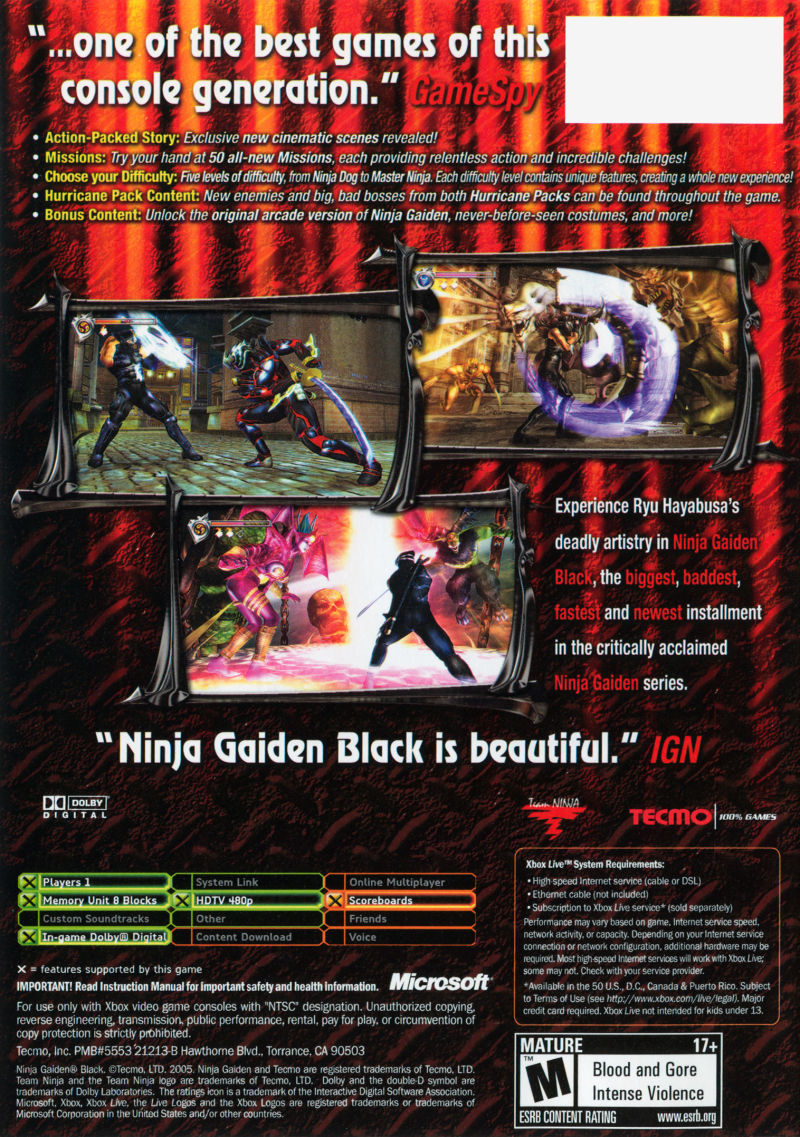 “...one of the best games of this
console generation.” GameSpy
• Action-Packed Story: Exclusive new cinematic scenes revealed!
• Missions: Try your hand at 50 all-new Missions, each providing relentless action and incredible challenges!
• Choose your Difficulty: Five levels of difficulty, from Ninja Dog to Master Ninja. Each difficulty level contains unique features, creating a whole new experience!
• Hurricane Pack Content: New enemies and big, bad bosses from both Hurricane Packs can be found throughout the game.
• Bonus Content: Unlock the original arcade version of Ninja Gaiden, never-before-seen costumes, and more!
Experience Ryu Hayabusa’s
deadly artistry in Ninja Gaiden
Black, the biggest, baddest,
fastest and newest installment
in the critically acclaimed
Ninja Gaiden series.
“Ninja Gaiden Black is beautiful.” IGN
DOLBY
DIGITAL
Team NINJA
TECMO 100% GAMES
Players 1
System Link
Online Multiplayer
Memory Unit 8 Blocks
HDTV 480p
Scoreboards
Custom Soundtracks
Other
Friends
In-game Dolby® Digital
Content Download
Voice
X = features supported by this game
IMPORTANT! Read Instruction Manual for important safety and health information.
Microsoft®
For use only with Xbox video game consoles with "NTSC" designation. Unauthorized copying,
reverse engineering, transmission, public performance, rental, pay for play, or circumvention of
copy protection is strictly prohibited.
Tecmo, Inc. PMB#5553 21213-B Hawthorne Blvd., Torrance, CA 90503
Ninja Gaiden® Black. ©Tecmo, LTD. 2005. Ninja Gaiden and Tecmo are registered trademarks of Tecmo, LTD.
Team Ninja and the Team Ninja logo are trademarks of Tecmo, LTD. Dolby and the double-D symbol are
trademarks of Dolby Laboratories. The ratings icon is a trademark of the Interactive Digital Software Association.
Microsoft, Xbox, Xbox Live, the Live Logos and the Xbox Logos are registered trademarks or trademarks of
Microsoft Corporation in the United States and/or other countries.
Xbox Live™ System Requirements:
• High speed Internet service (cable or DSL)
• Ethernet cable (not included)
• Subscription to Xbox Live service* (sold separately)
Performance may vary based on game, Internet service speed,
network activity, or capacity. Depending on your Internet service
connection or network configuration, additional hardware may be
required. Most high-speed Internet services will work with Xbox Live;
some may not. Check with your service provider.
*Available in the 50 U.S., D.C., Canada & Puerto Rico. Subject
to Terms of Use (see http://www.xbox.com/live/legal). Major
credit card required. Xbox Live not intended for kids under 13.
MATURE 17+
M
TM
Blood and Gore
Intense Violence
ESRB CONTENT RATING www.esrb.org